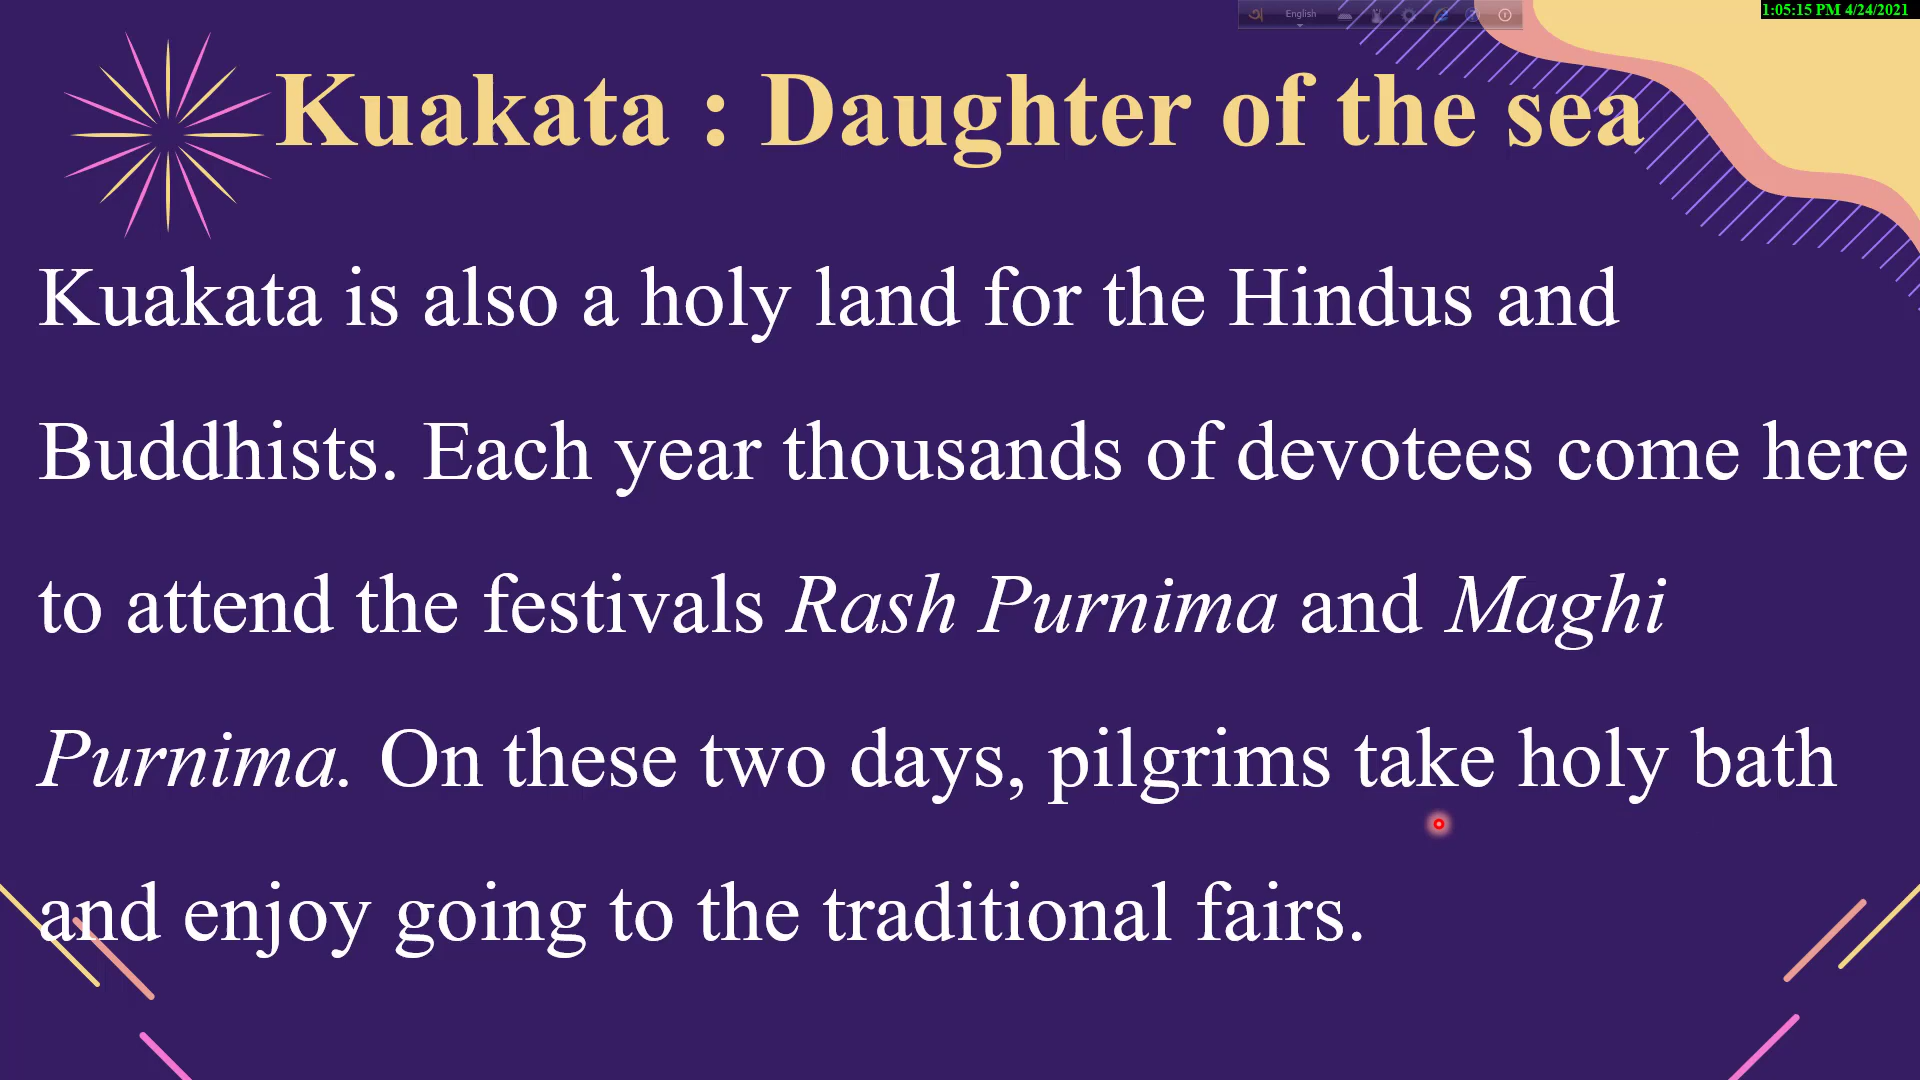 অ English
1:05:15 PM 4/24/2021
Kuakata : Daughter of the sea
Kuakata is also a holy land for the Hindus and
Buddhists. Each year thousands of devotees come here
to attend the festivals Rash Purnima and Maghi
Purnima. On these two days, pilgrims take holy bath
and enjoy going to the traditional fairs.